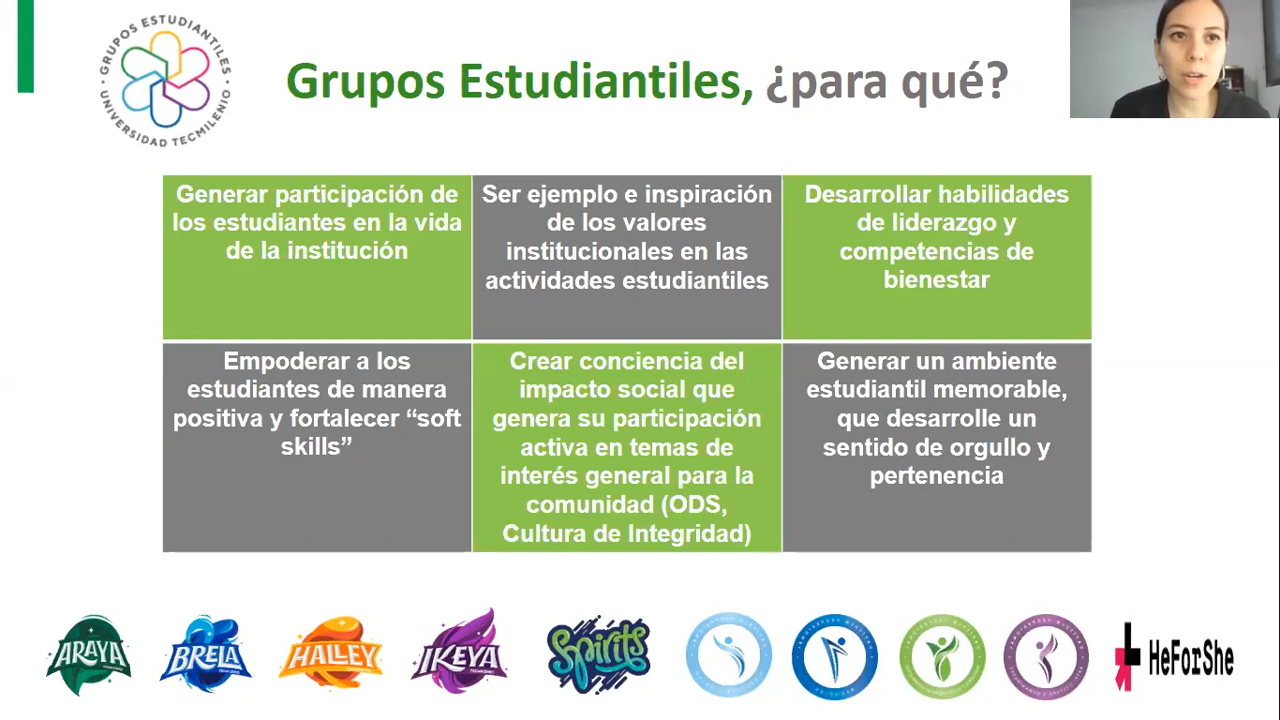 GRUPOS ESTUDIANTILES
UNIVERSIDAD TECMILENIO
Grupos Estudiantiles, ¿para qué?
Generar participación de
los estudiantes en la vida
de la institución
Ser ejemplo e inspiración
de los valores
institucionales en las
actividades estudiantiles
Desarrollar habilidades
de liderazgo y
competencias de
bienestar
Empoderar a los
estudiantes de manera
positiva y fortalecer “soft
skills”
Crear conciencia del
impacto social que
genera su participación
activa en temas de
interés general para la
comunidad (ODS,
Cultura de Integridad)
Generar un ambiente
estudiantil memorable,
que desarrolle un
sentido de orgullo y
pertenencia
ARAYA
BRELA
HALLEY
IKEYA
Spirits
HeForShe